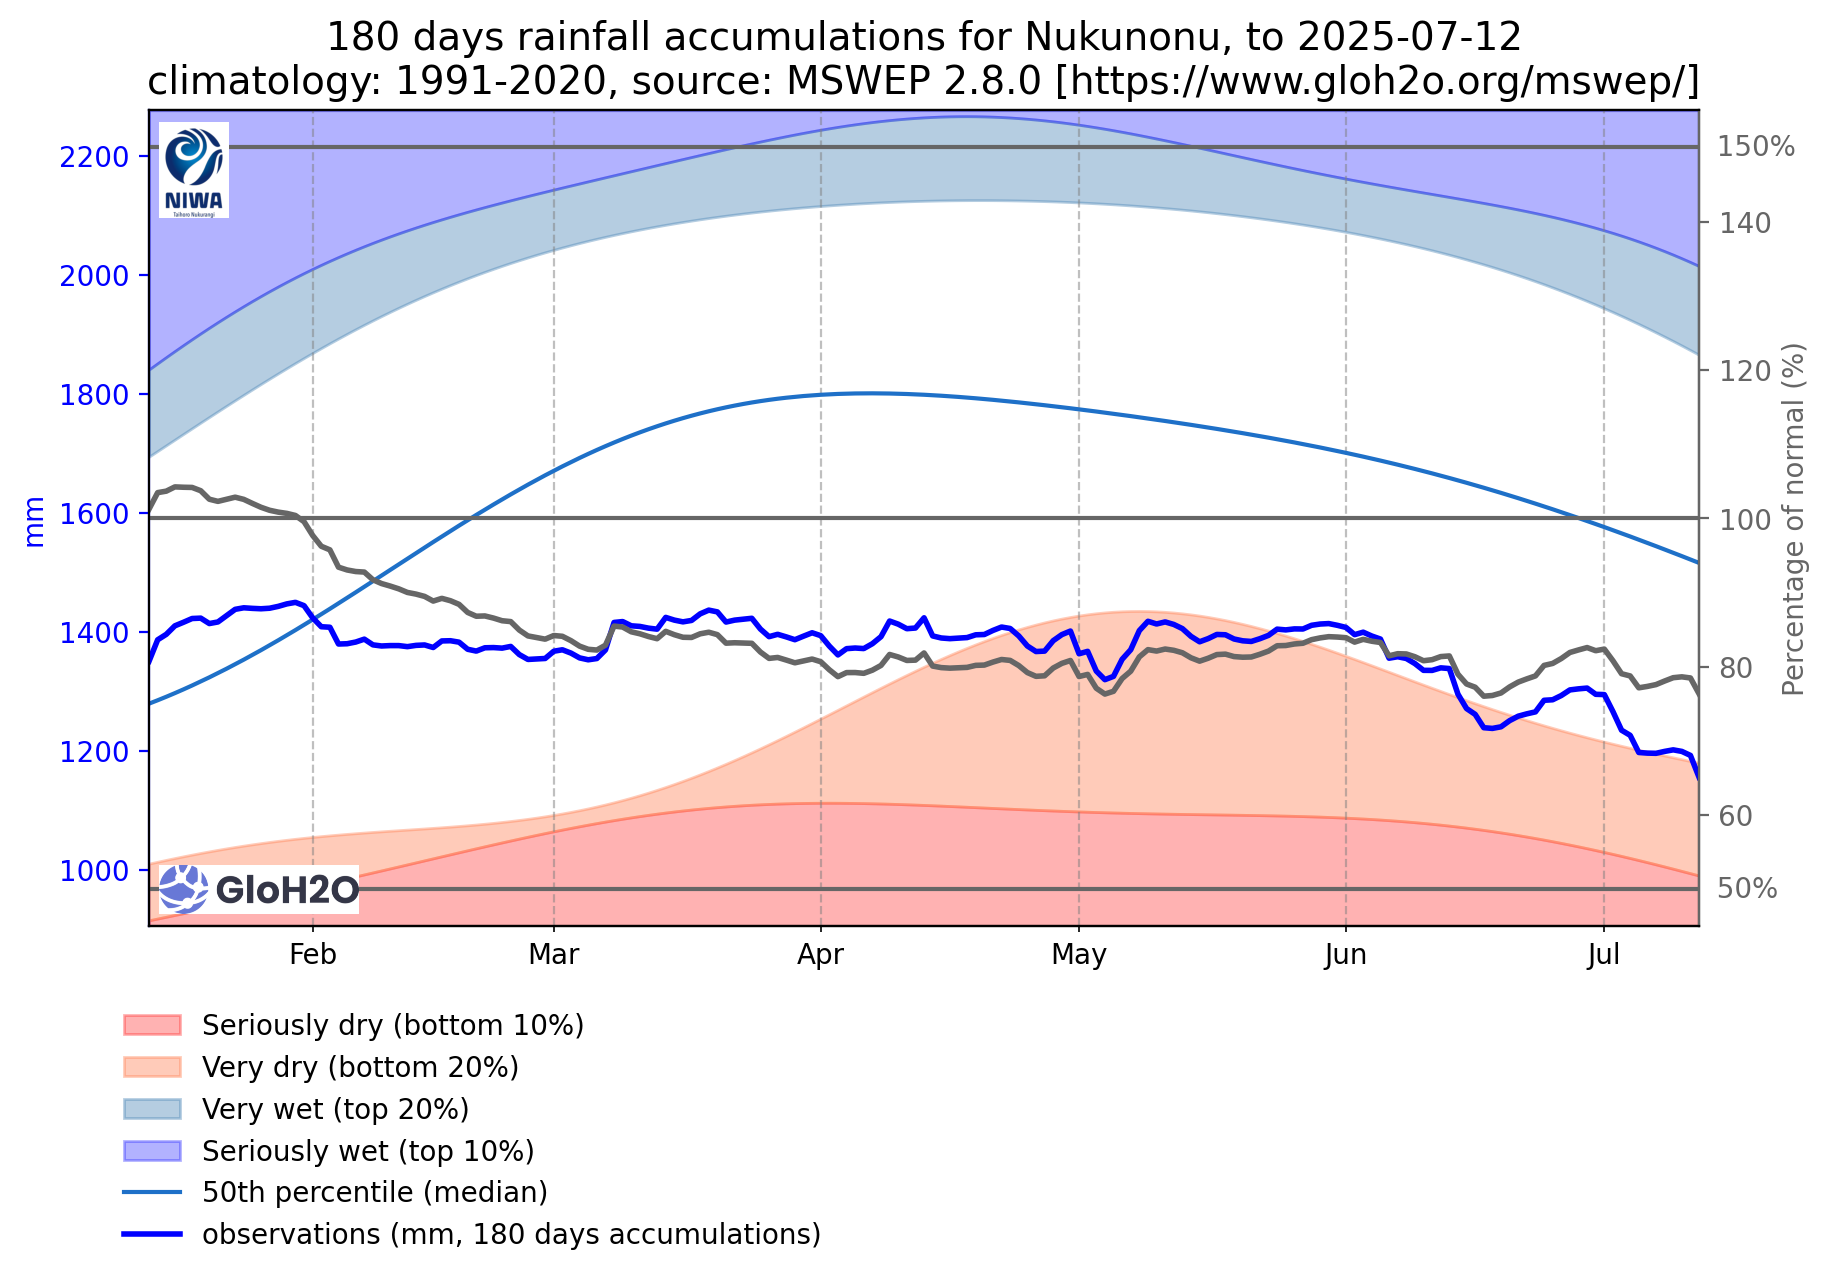 180 days rainfall accumulations for Nukunonu, to 2025-07-12
climatology: 1991-2020, source: MSWEP 2.8.0 [https://www.gloh2o.org/mswep/]
NIWA
Taihoro Nukurangi
2200
2000
1800
1600
1400
1200
1000
mm
150%
140
120
100
80
60
50%
Percentage of normal (%)
GloH2O
Feb
Mar
Apr
May
Jun
Jul
Seriously dry (bottom 10%)
Very dry (bottom 20%)
Very wet (top 20%)
Seriously wet (top 10%)
50th percentile (median)
observations (mm, 180 days accumulations)